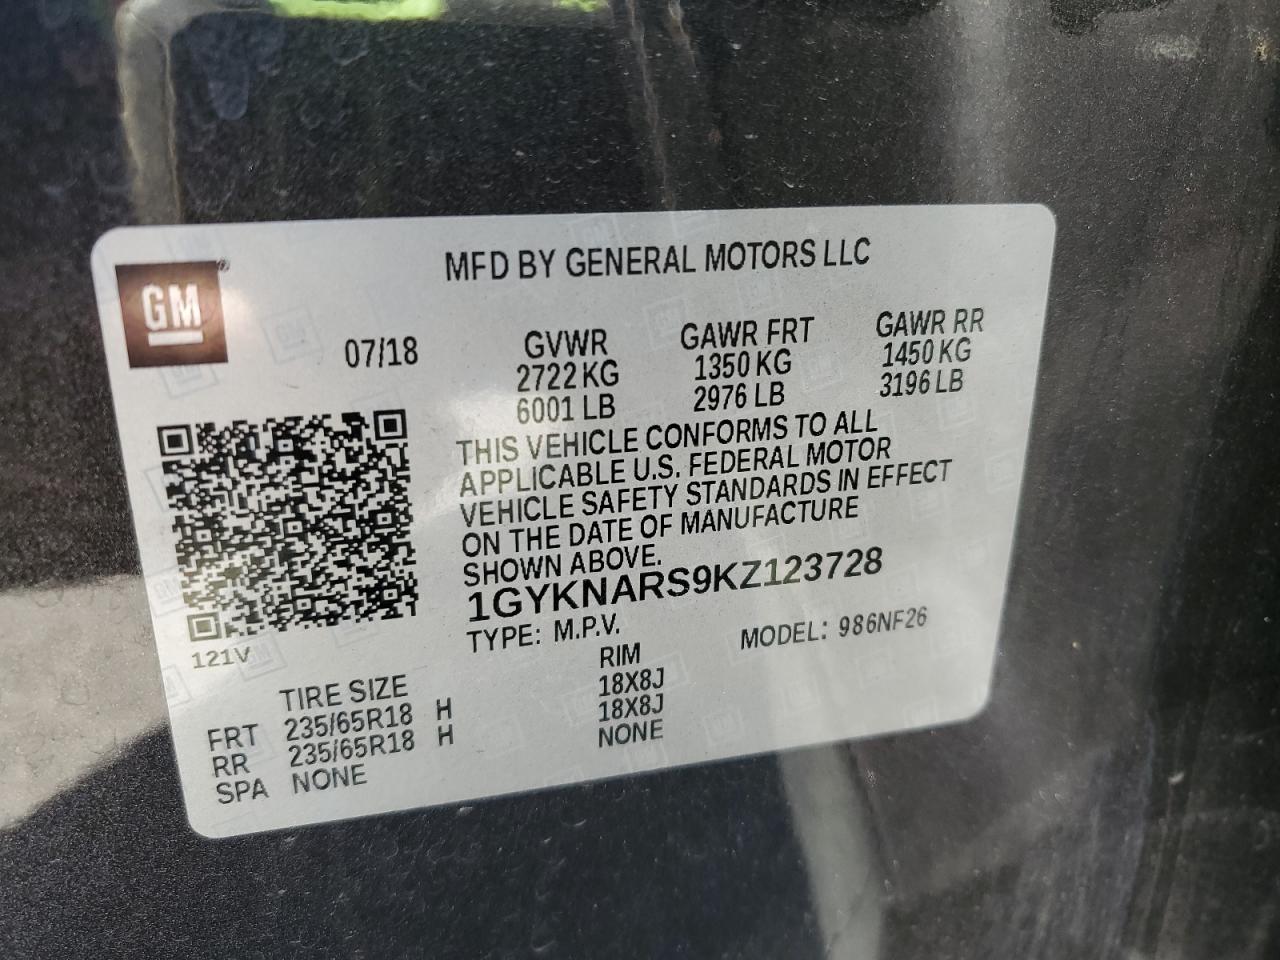 MFD BY GENERAL MOTORS LLC
GM
07/18
GVWR
2722 KG
6001 LB
GAWR FRT
1350 KG
2976 LB
GAWR RR
1450 KG
3196 LB
THIS VEHICLE CONFORMS TO ALL
APPLICABLE U.S. FEDERAL MOTOR
VEHICLE SAFETY STANDARDS IN EFFECT
ON THE DATE OF MANUFACTURE
SHOWN ABOVE.
1GYKNARS9KZ123728
TYPE: M.P.V.
MODEL: 986NF26
121V
TIRE SIZE RIM
FRT 235/65R18 H 18X8J
RR 235/65R18 H 18X8J
SPA NONE NONE